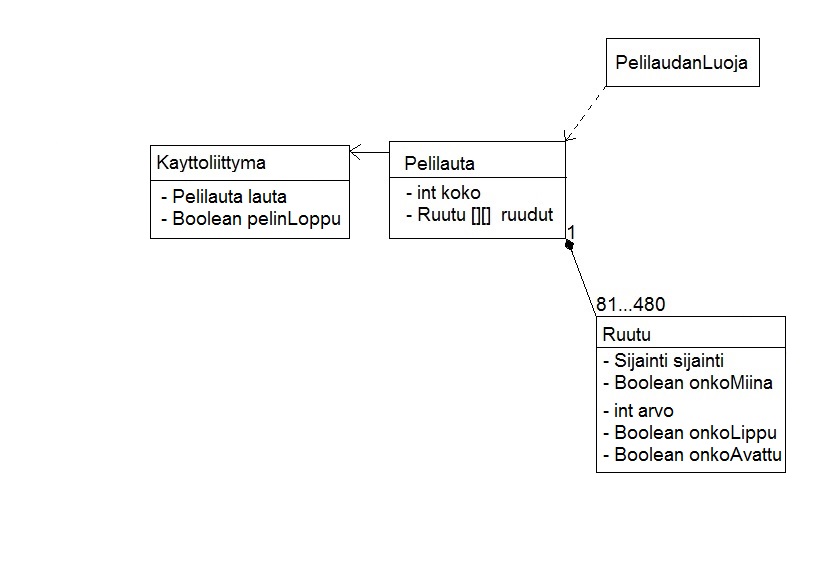 PelilaudanLuoja
Kayttoliittyma
- Pelilauta lauta
- Boolean pelinLoppu
Pelilauta
- int koko
- Ruutu [][] ruudut
1
81...480
Ruutu
- Sijainti sijainti
- Boolean onkoMiina
- int arvo
- Boolean onkoLippu
- Boolean onkoAvattu